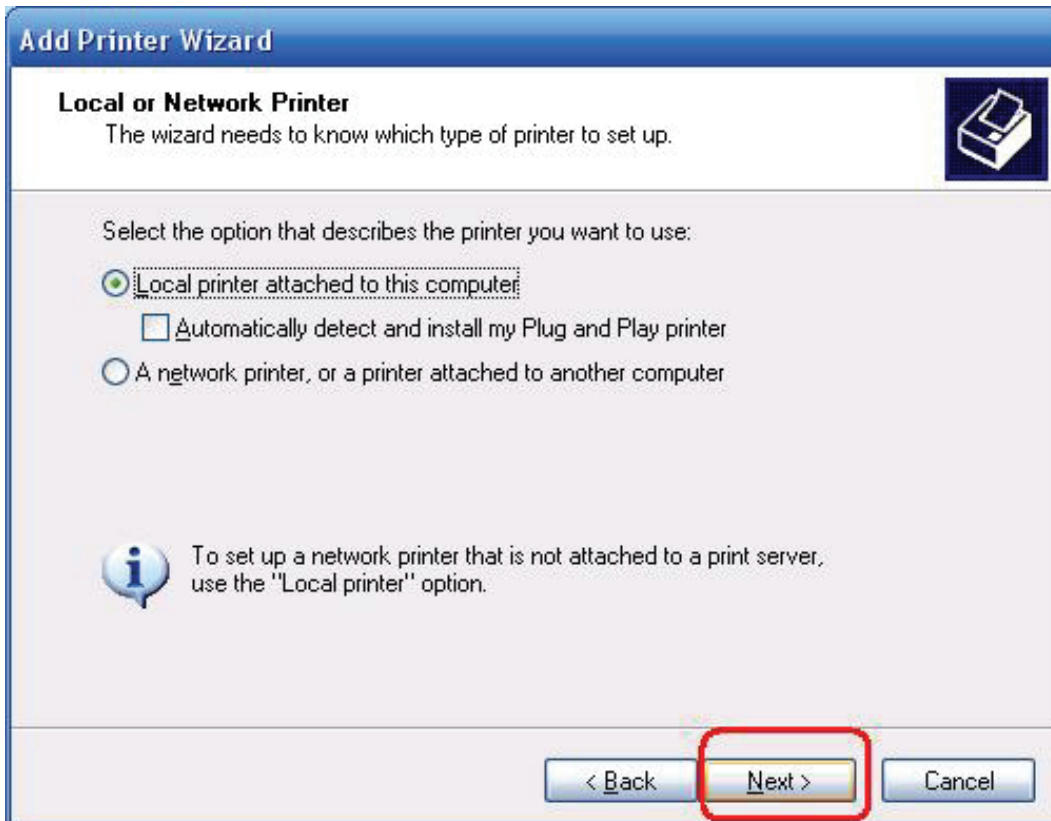 Add Printer Wizard
Local or Network Printer
The wizard needs to know which type of printer to set up.
Select the option that describes the printer you want to use:
Local printer attached to this computer
Automatically detect and install my Plug and Play printer
A network printer, or a printer attached to another computer
To set up a network printer that is not attached to a print server,
use the "Local printer" option.
< Back Next > Cancel